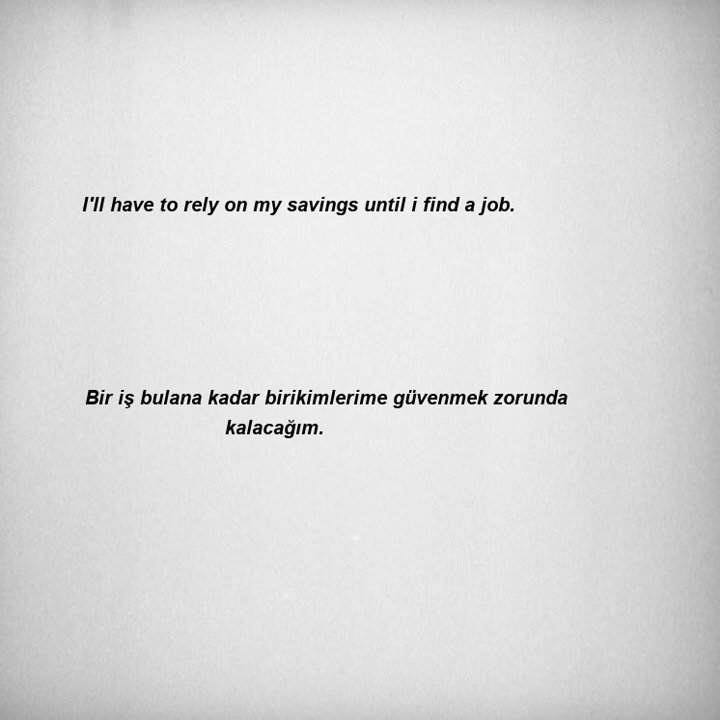 I'll have to rely on my savings until i find a job.
Bir iş bulana kadar birikimlerime güvenmek zorunda
kalacağım.